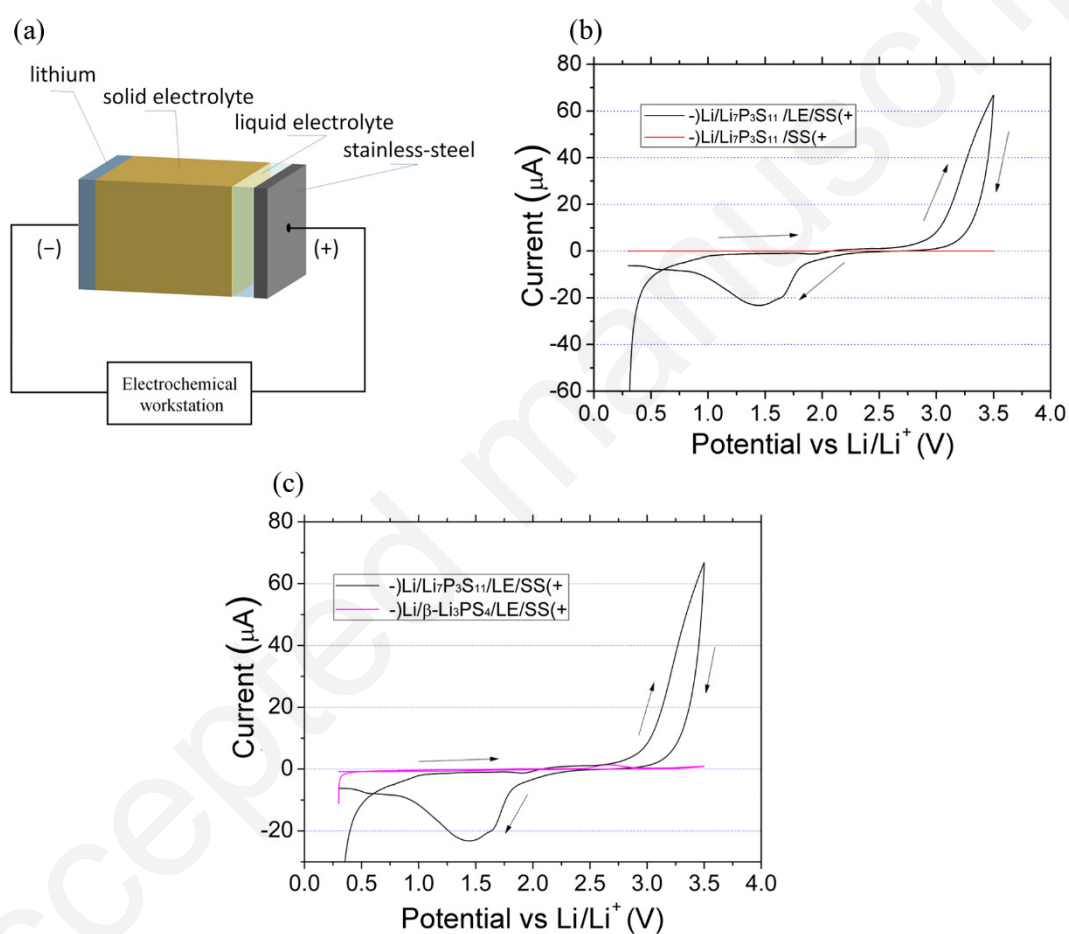 (a)
lithium
solid electrolyte
liquid electrolyte
stainless-steel
(−)
(+)
Electrochemical
workstation
(b)
80
60
40
20
0
-20
-40
-60
Current (μA)
-)Li/Li₇P₃S₁₁ /LE/SS(+
-)Li/Li₇P₃S₁₁ /SS(+
0.0 0.5 1.0 1.5 2.0 2.5 3.0 3.5 4.0
Potential vs Li/Li⁺ (V)
(c)
80
60
40
20
0
-20
Current (μA)
-)Li/Li₇P₃S₁₁/LE/SS(+
-)Li/β-Li₃PS₄/LE/SS(+
0.0 0.5 1.0 1.5 2.0 2.5 3.0 3.5 4.0
Potential vs Li/Li⁺ (V)
cepted manuscrip